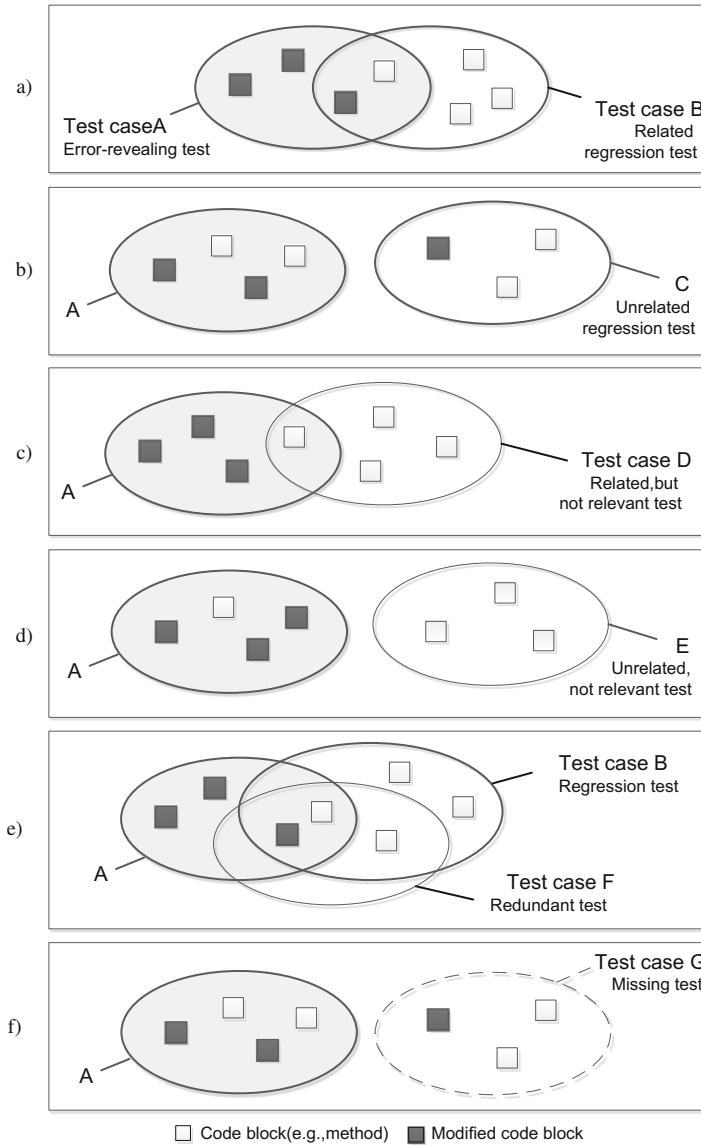 a)
Test caseA
Error-revealing test
Test case B
Related
regression test
b)
A
C
Unrelated
regression test
c)
A
Test case D
Related,but
not relevant test
d)
A
E
Unrelated,
not relevant test
e)
A
Test case B
Regression test
Test case F
Redundant test
f)
A
Test case G
Missing test
Code block(e.g.,method)
Modified code block